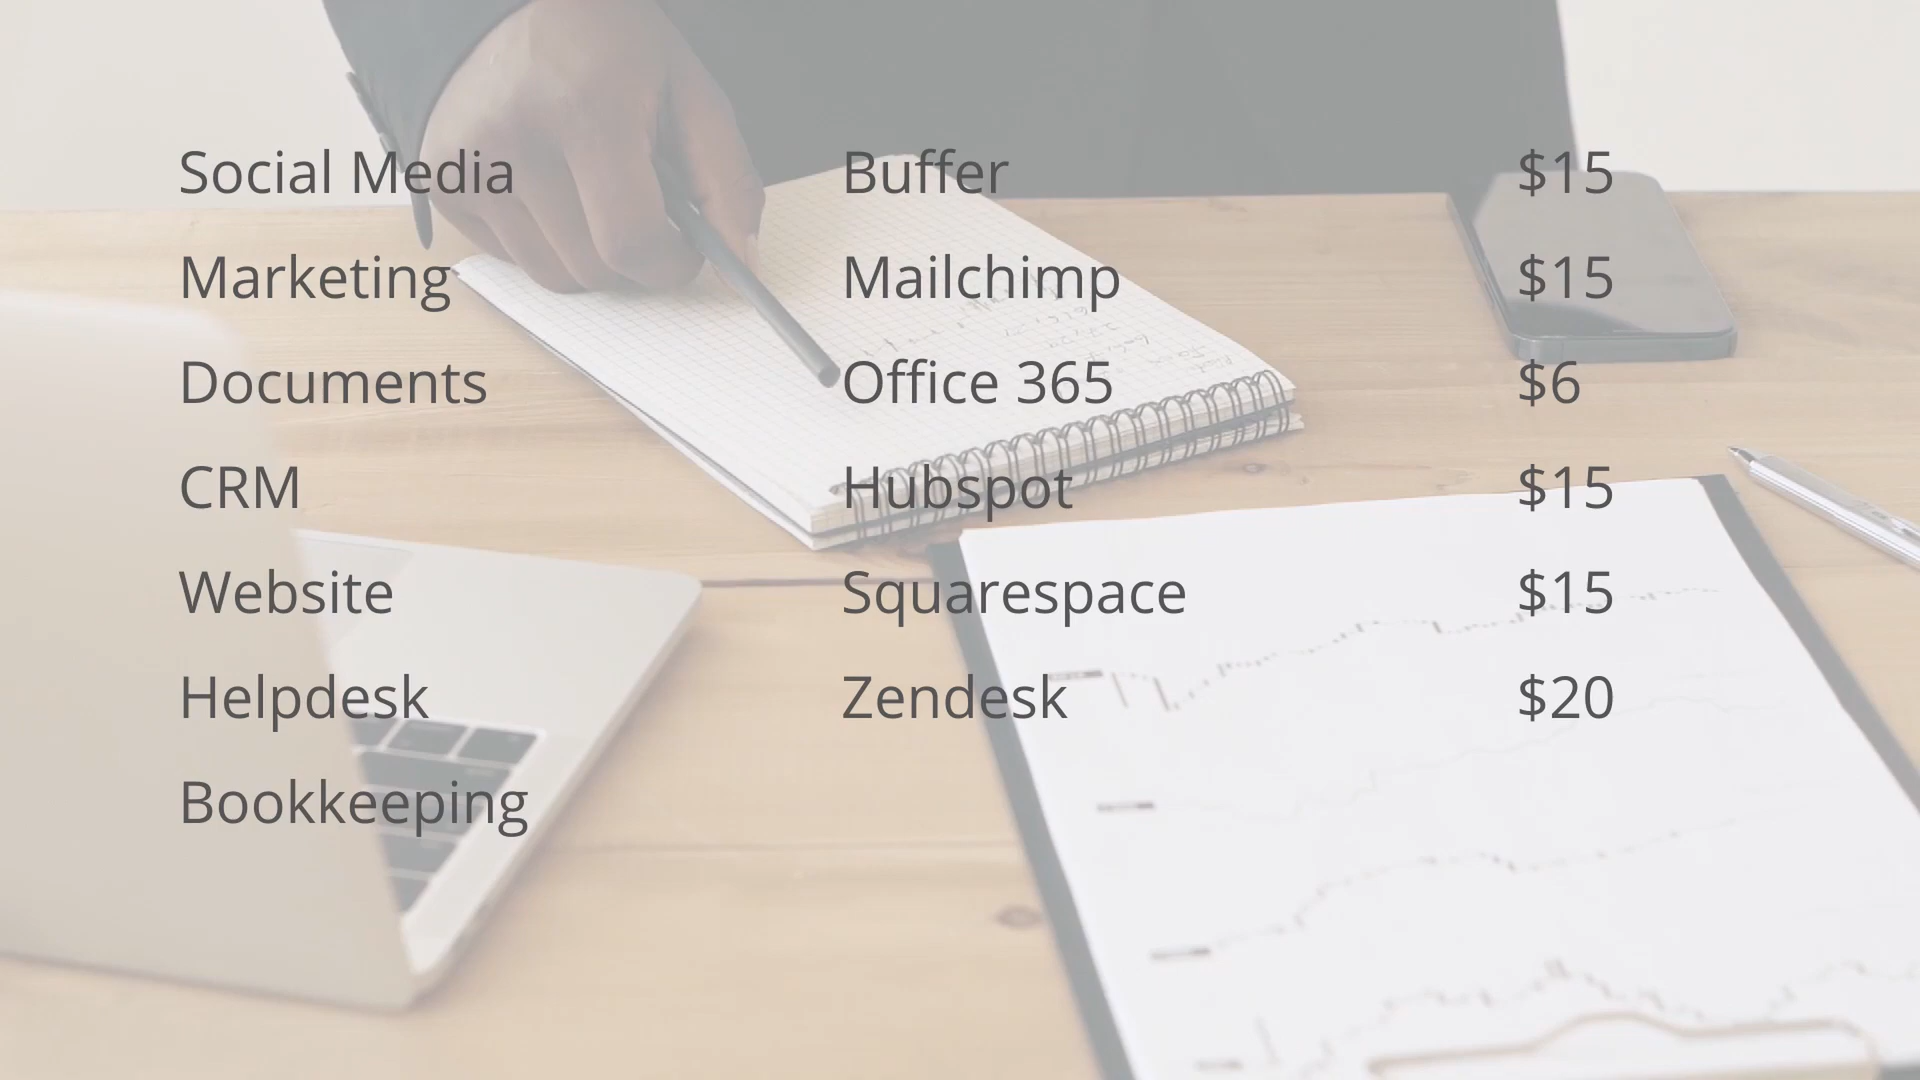 Social Media Buffer $15
Marketing Mailchimp $15
Documents Office 365 $6
CRM Hubspot $15
Website Squarespace $15
Helpdesk Zendesk $20
Bookkeeping